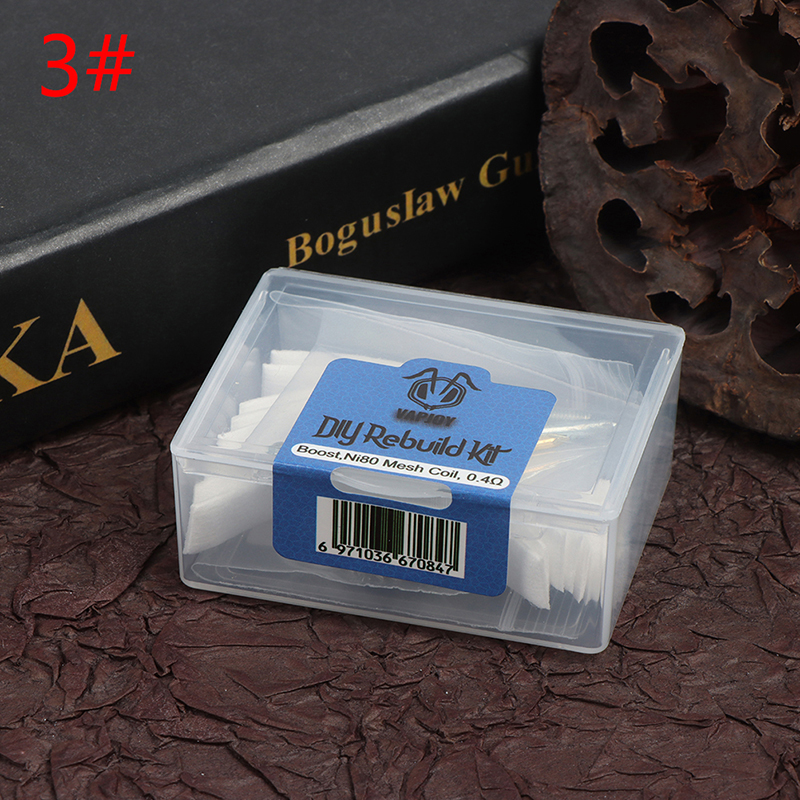 3#
Boguslaw Gu
KA
VAPJOY
DIY Rebuild Kit
Boost,Ni80 Mesh Coil, 0.4Ω
6 971036 670847